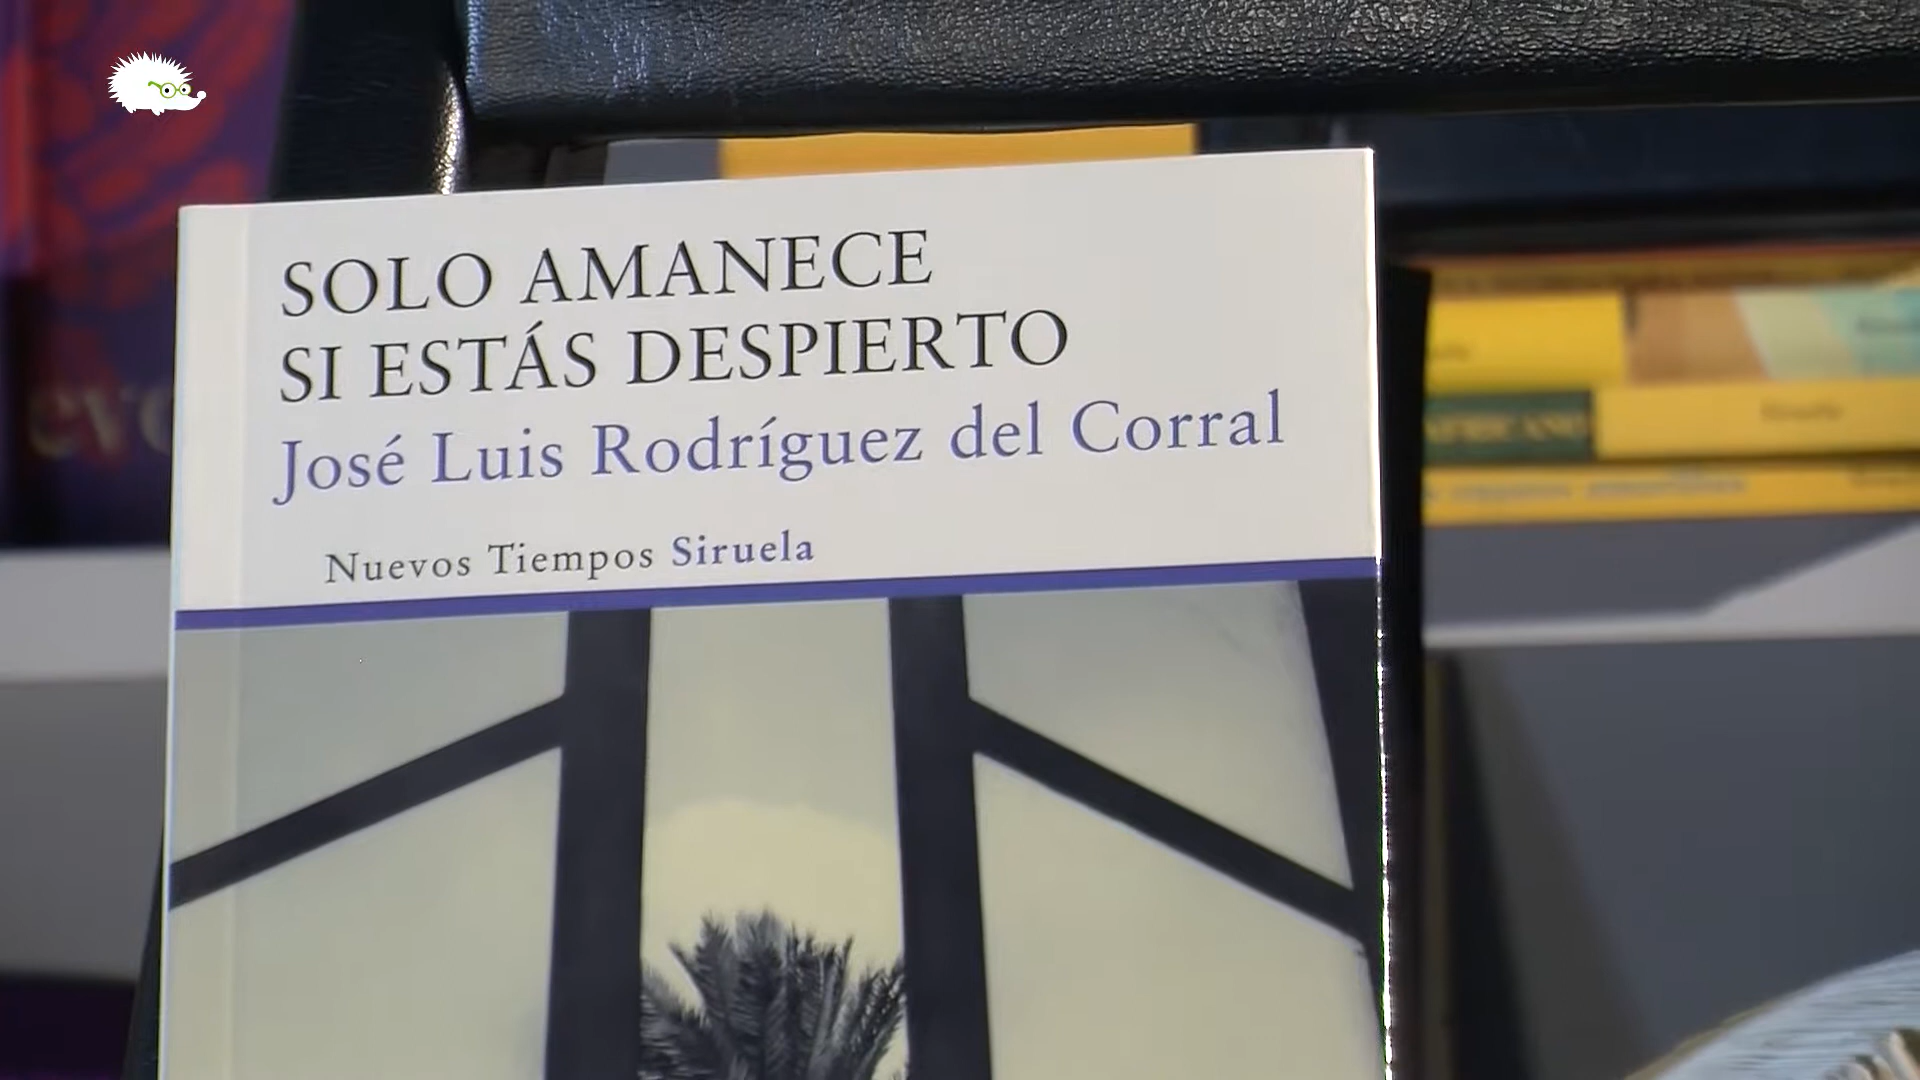 SOLO AMANECE
SI ESTÁS DESPIERTO
José Luis Rodríguez del Corral
Nuevos Tiempos Siruela